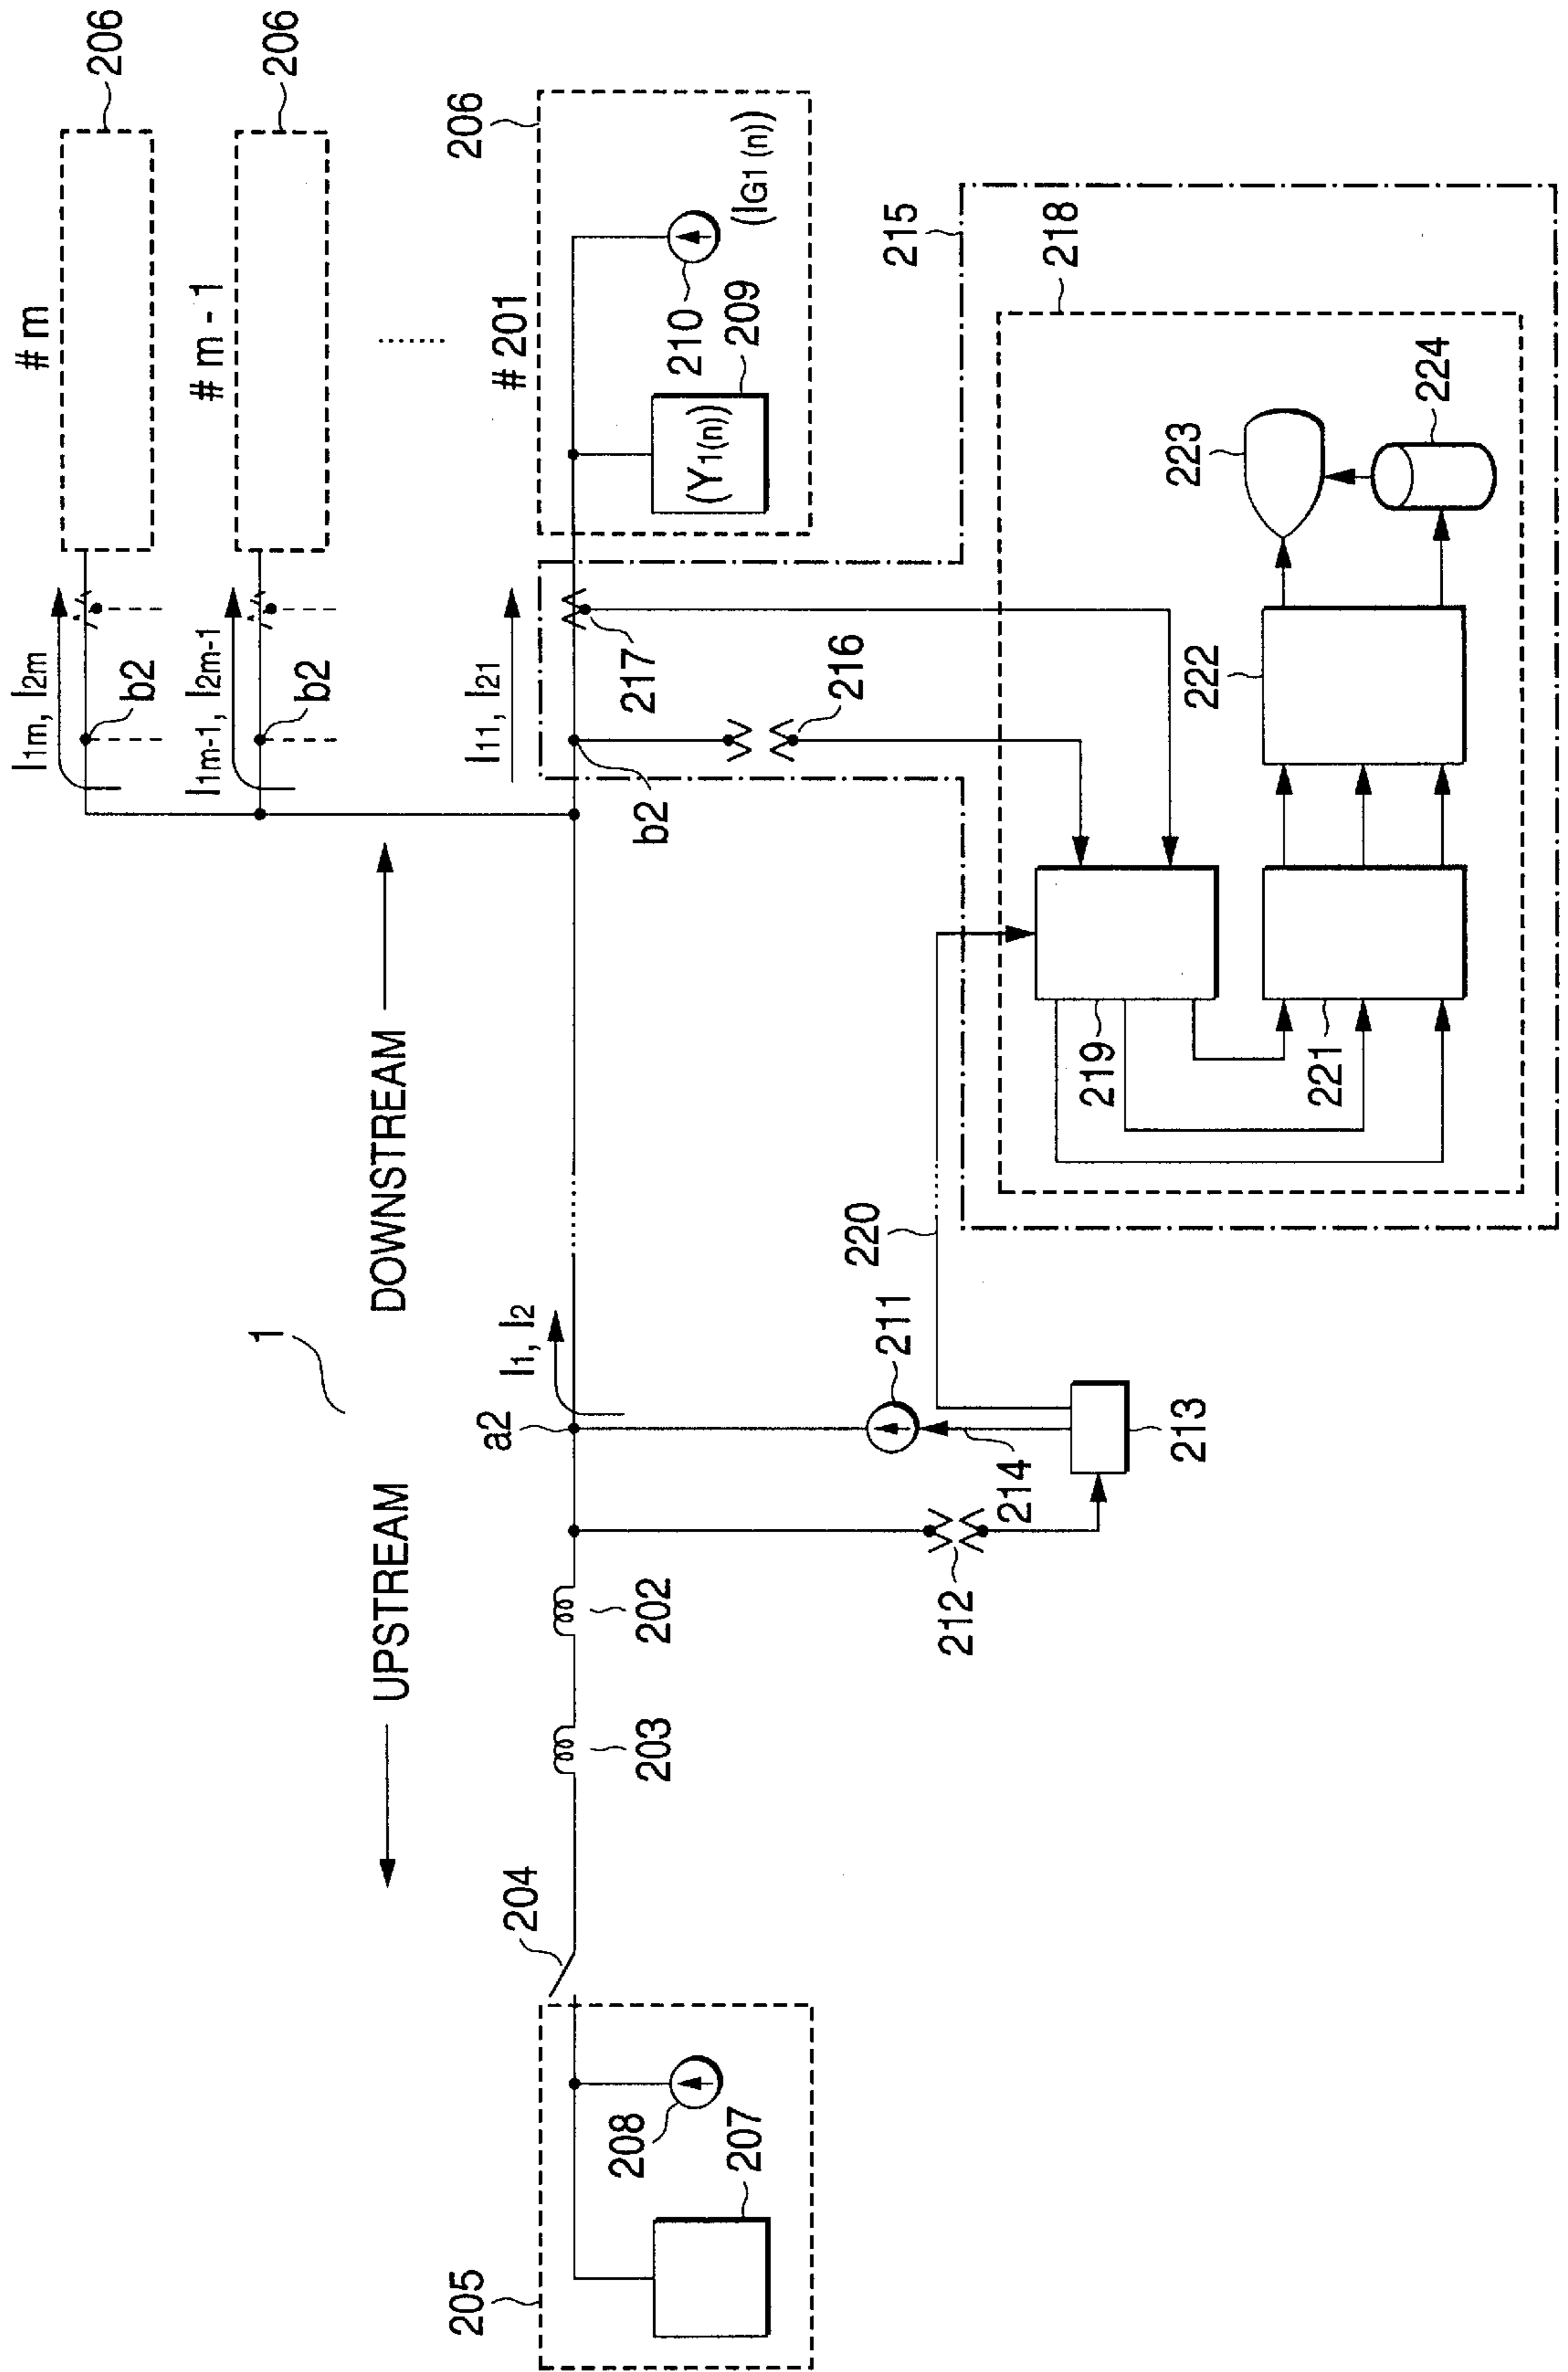 1
← UPSTREAM
DOWNSTREAM →
# m
206
I1m, I2m
b2
# m - 1
206
I1m-1, I2m-1
b2
# 201
206
I11, I21
b2
217
216
(Y1(n))
209
210
(IG1 (n))
205
207
208
204
203
202
a2
I1, I2
212
214
211
213
220
215
218
219
221
222
223
224